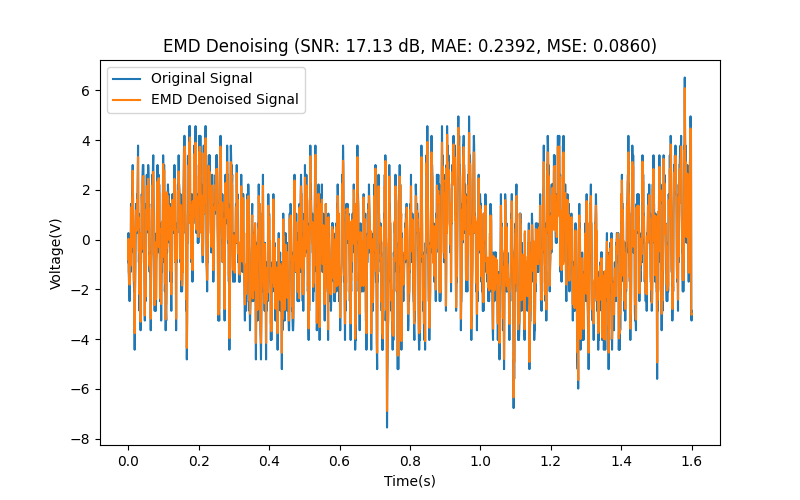 EMD Denoising (SNR: 17.13 dB, MAE: 0.2392, MSE: 0.0860)
Original Signal
EMD Denoised Signal
6
4
2
0
−2
−4
−6
−8
Voltage(V)
0.0 0.2 0.4 0.6 0.8 1.0 1.2 1.4 1.6
Time(s)